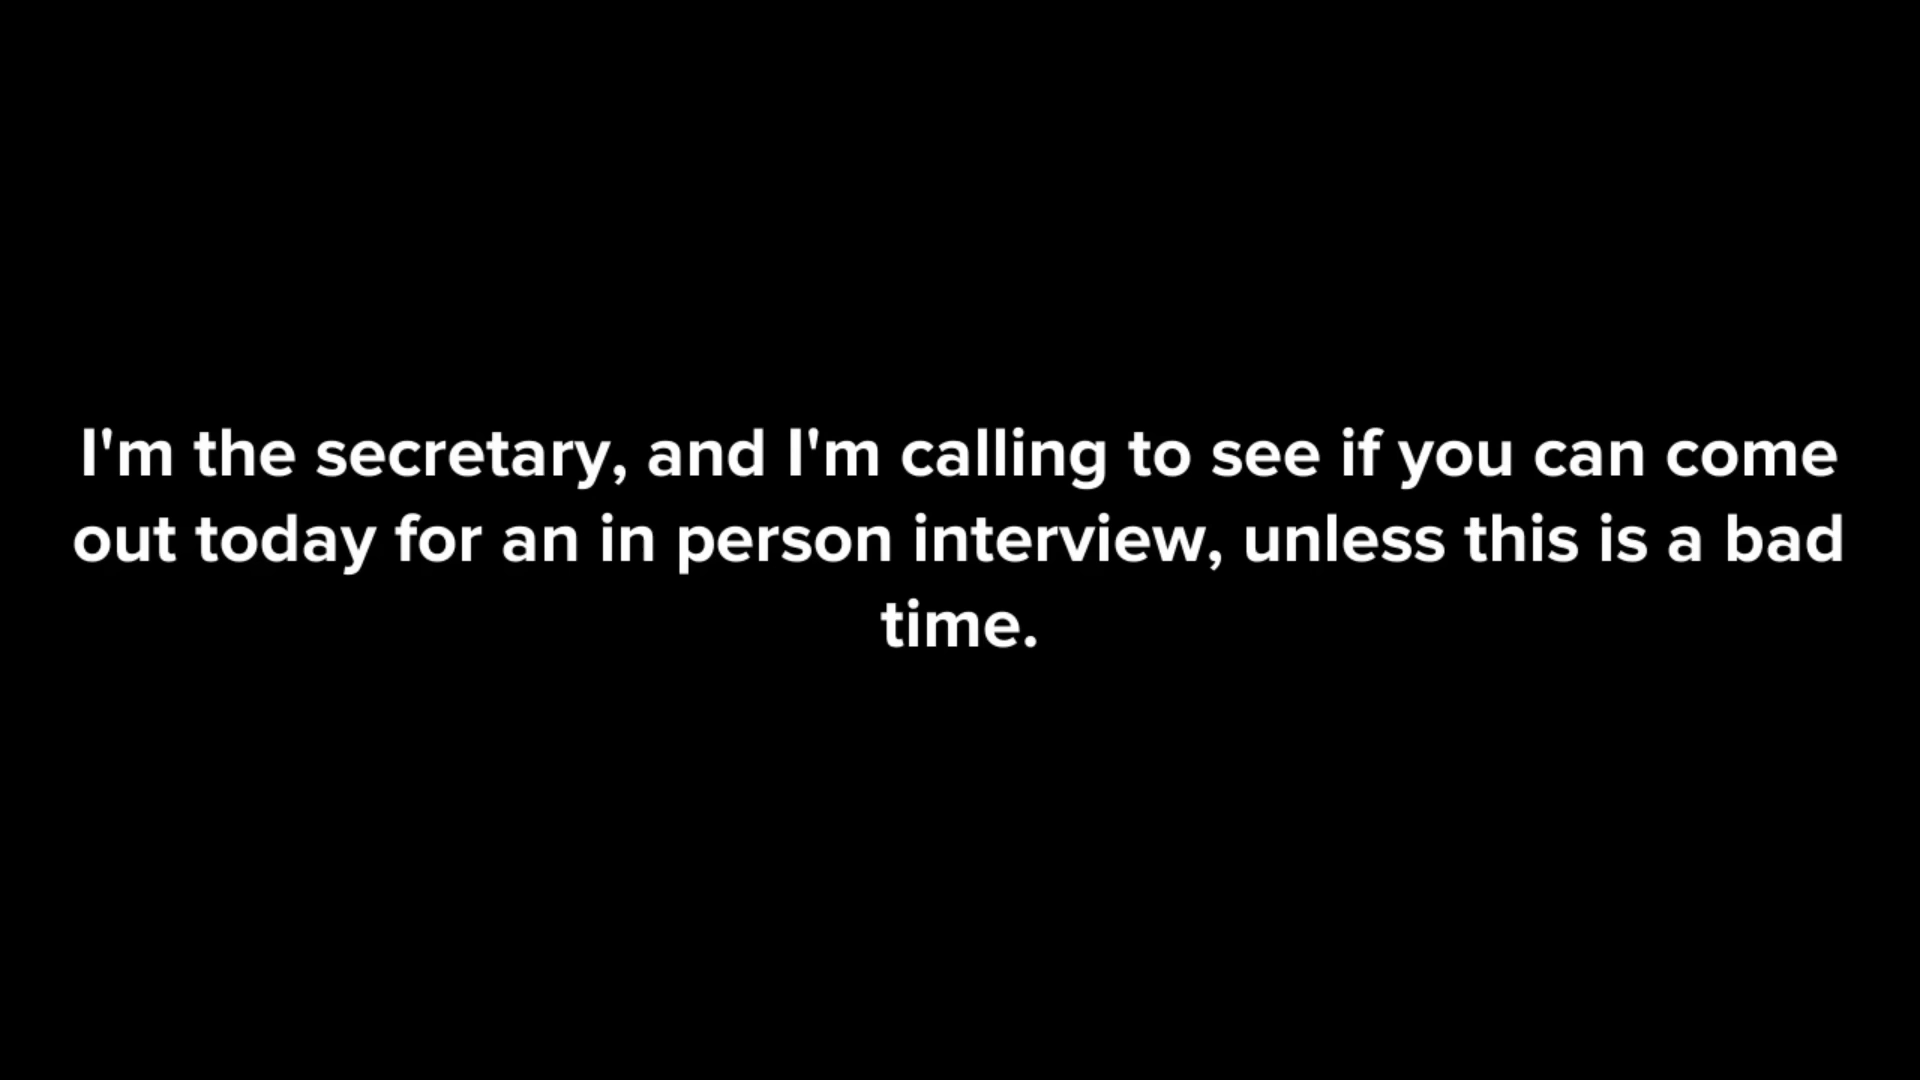 I'm the secretary, and I'm calling to see if you can come
out today for an in person interview, unless this is a bad
time.